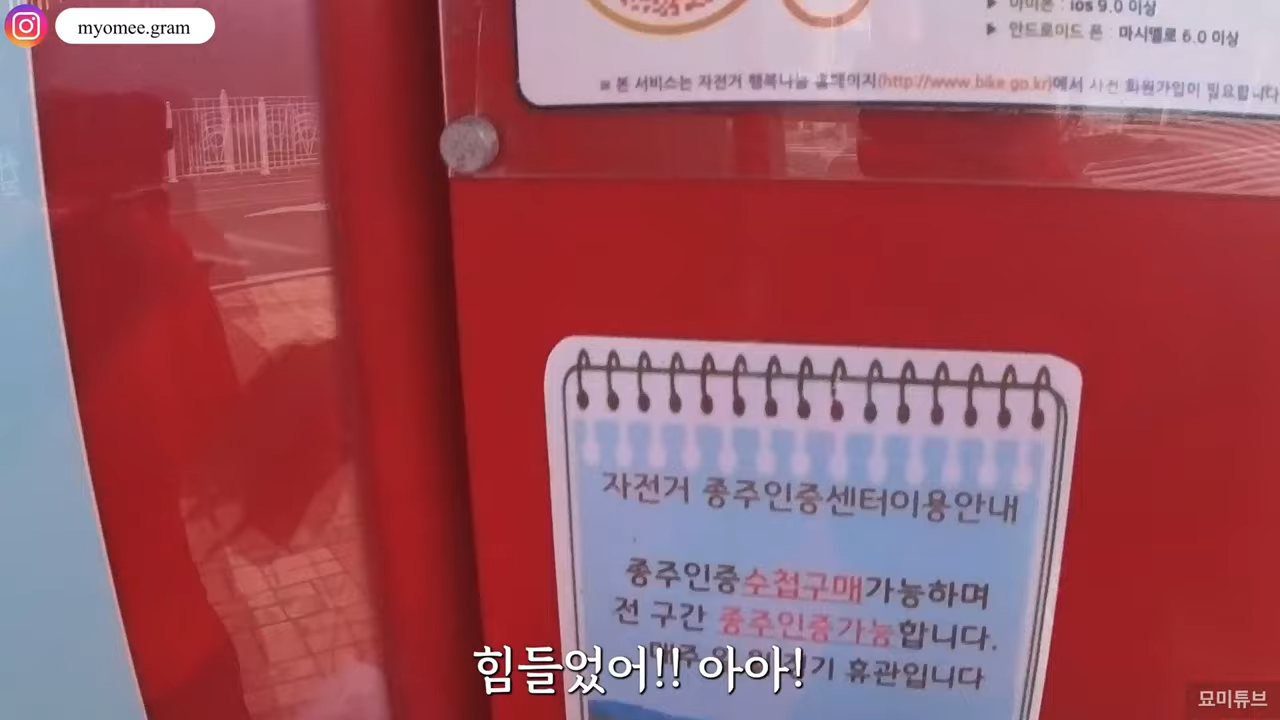 myomee.gram
▶ 아이폰 : ios 9.0 이상
▶ 안드로이드 폰 : 마시멜로 6.0 이상
※ 본 서비스는 자전거 행복나눔 홈페이지(http://www.bike.go.kr)에서 사전 회원가입이 필요합니다
자전거 종주인증센터이용안내
종주인증수첩구매가능하며
전 구간 종주인증가능합니다.
매주 휴관입니다
힘들었어!! 아아!
묘미튜브